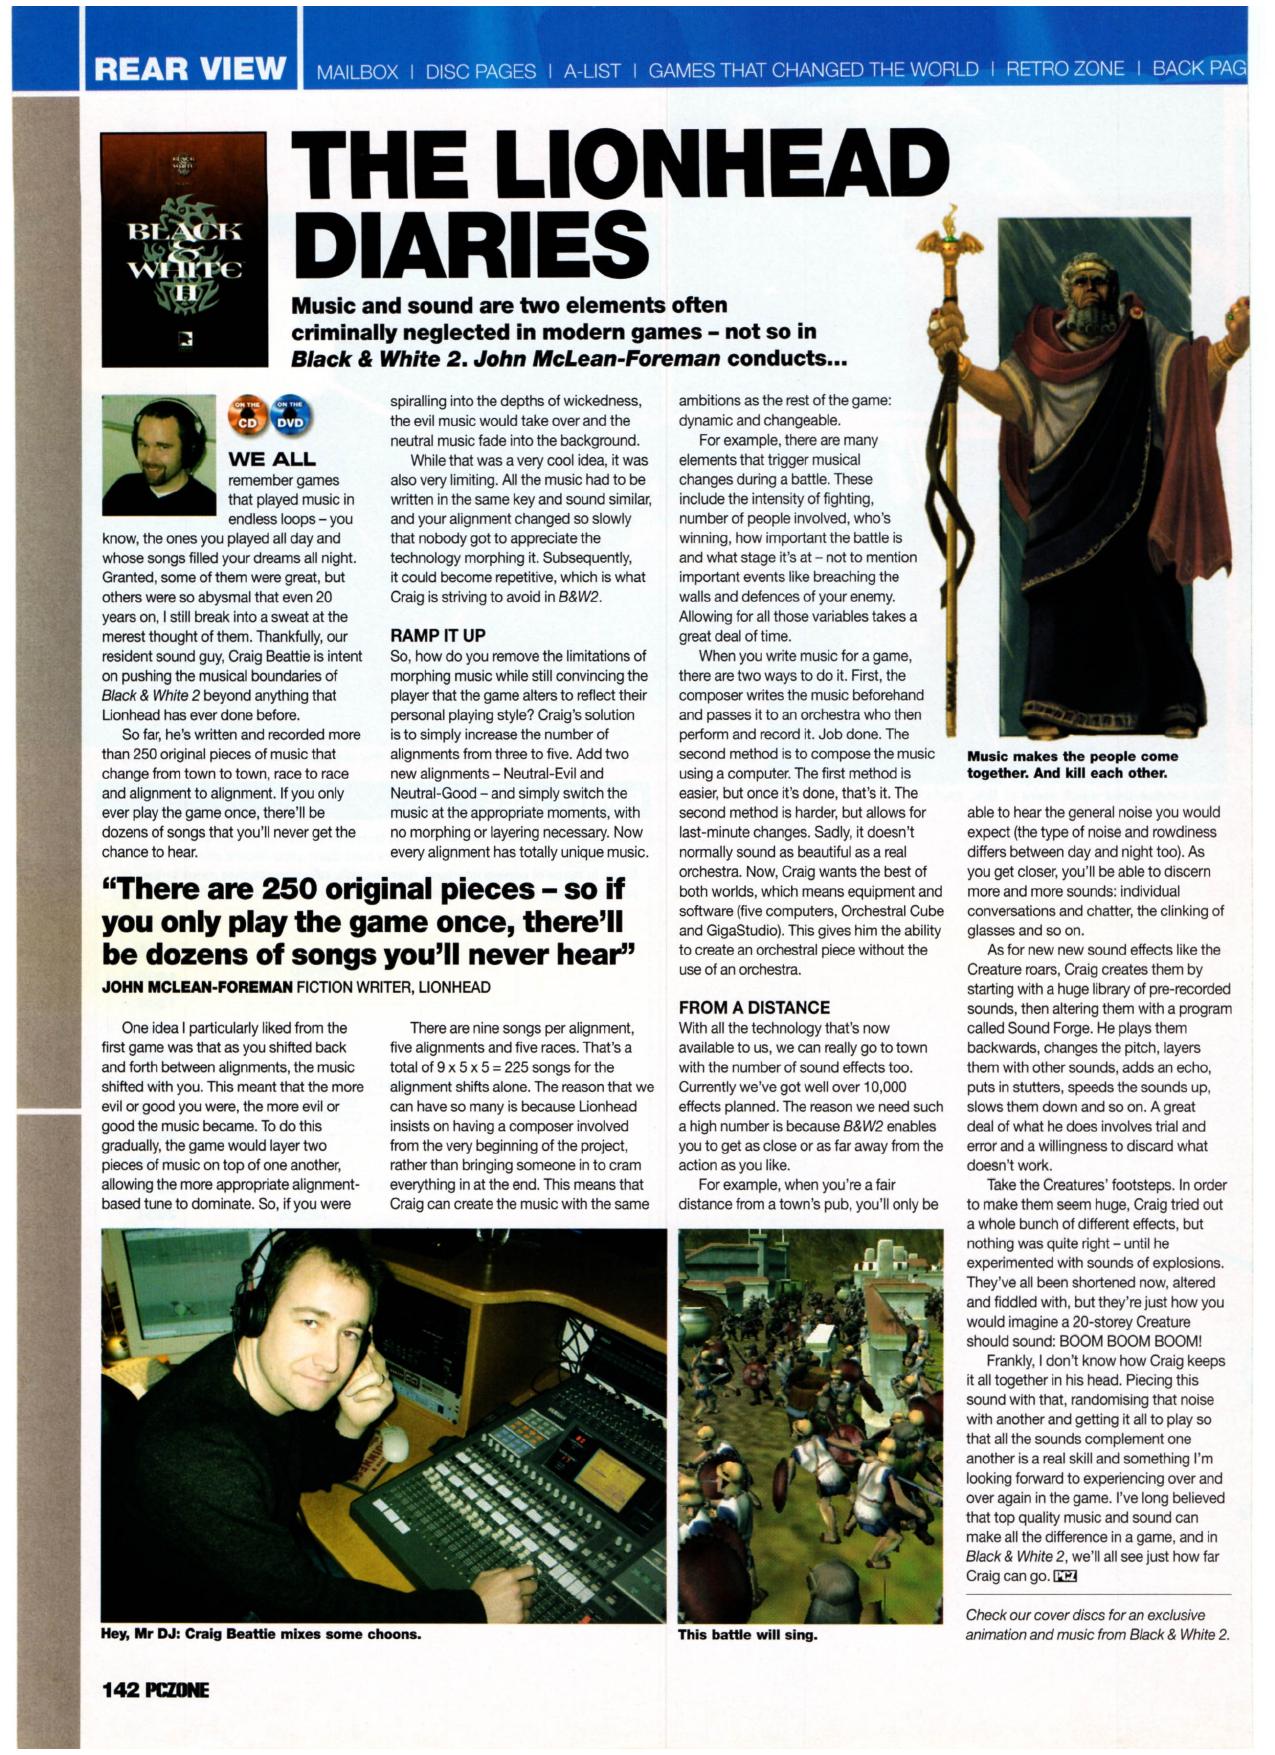 REAR VIEW
MAILBOX | DISC PAGES | A-LIST | GAMES THAT CHANGED THE WORLD | RETRO ZONE | BACK PAG
BLACK
&
WHITE
II
THE LIONHEAD
DIARIES
Music and sound are two elements often
criminally neglected in modern games – not so in
Black & White 2. John McLean-Foreman conducts...
ON THE
CD
ON THE
DVD
WE ALL
remember games
that played music in
endless loops – you
know, the ones you played all day and
whose songs filled your dreams all night.
Granted, some of them were great, but
others were so abysmal that even 20
years on, I still break into a sweat at the
merest thought of them. Thankfully, our
resident sound guy, Craig Beattie is intent
on pushing the musical boundaries of
Black & White 2 beyond anything that
Lionhead has ever done before.
So far, he's written and recorded more
than 250 original pieces of music that
change from town to town, race to race
and alignment to alignment. If you only
ever play the game once, there'll be
dozens of songs that you'll never get the
chance to hear.
"There are 250 original pieces – so if
you only play the game once, there'll
be dozens of songs you'll never hear"
JOHN MCLEAN-FOREMAN FICTION WRITER, LIONHEAD
One idea I particularly liked from the
first game was that as you shifted back
and forth between alignments, the music
shifted with you. This meant that the more
evil or good you were, the more evil or
good the music became. To do this
gradually, the game would layer two
pieces of music on top of one another,
allowing the more appropriate alignment-
based tune to dominate. So, if you were
spiralling into the depths of wickedness,
the evil music would take over and the
neutral music fade into the background.
While that was a very cool idea, it was
also very limiting. All the music had to be
written in the same key and sound similar,
and your alignment changed so slowly
that nobody got to appreciate the
technology morphing it. Subsequently,
it could become repetitive, which is what
Craig is striving to avoid in B&W2.
RAMP IT UP
So, how do you remove the limitations of
morphing music while still convincing the
player that the game alters to reflect their
personal playing style? Craig's solution
is to simply increase the number of
alignments from three to five. Add two
new alignments – Neutral-Evil and
Neutral-Good – and simply switch the
music at the appropriate moments, with
no morphing or layering necessary. Now
every alignment has totally unique music.
There are nine songs per alignment,
five alignments and five races. That's a
total of 9 x 5 x 5 = 225 songs for the
alignment shifts alone. The reason that we
can have so many is because Lionhead
insists on having a composer involved
from the very beginning of the project,
rather than bringing someone in to cram
everything in at the end. This means that
Craig can create the music with the same
ambitions as the rest of the game:
dynamic and changeable.
For example, there are many
elements that trigger musical
changes during a battle. These
include the intensity of fighting,
number of people involved, who's
winning, how important the battle is
and what stage it's at – not to mention
important events like breaching the
walls and defences of your enemy.
Allowing for all those variables takes a
great deal of time.
When you write music for a game,
there are two ways to do it. First, the
composer writes the music beforehand
and passes it to an orchestra who then
perform and record it. Job done. The
second method is to compose the music
using a computer. The first method is
easier, but once it's done, that's it. The
second method is harder, but allows for
last-minute changes. Sadly, it doesn't
normally sound as beautiful as a real
orchestra. Now, Craig wants the best of
both worlds, which means equipment and
software (five computers, Orchestral Cube
and GigaStudio). This gives him the ability
to create an orchestral piece without the
use of an orchestra.
FROM A DISTANCE
With all the technology that's now
available to us, we can really go to town
with the number of sound effects too.
Currently we've got well over 10,000
effects planned. The reason we need such
a high number is because B&W2 enables
you to get as close or as far away from the
action as you like.
For example, when you're a fair
distance from a town's pub, you'll only be
Music makes the people come
together. And kill each other.
able to hear the general noise you would
expect (the type of noise and rowdiness
differs between day and night too). As
you get closer, you'll be able to discern
more and more sounds: individual
conversations and chatter, the clinking of
glasses and so on.
As for new new sound effects like the
Creature roars, Craig creates them by
starting with a huge library of pre-recorded
sounds, then altering them with a program
called Sound Forge. He plays them
backwards, changes the pitch, layers
them with other sounds, adds an echo,
puts in stutters, speeds the sounds up,
slows them down and so on. A great
deal of what he does involves trial and
error and a willingness to discard what
doesn't work.
Take the Creatures' footsteps. In order
to make them seem huge, Craig tried out
a whole bunch of different effects, but
nothing was quite right – until he
experimented with sounds of explosions.
They've all been shortened now, altered
and fiddled with, but they're just how you
would imagine a 20-storey Creature
should sound: BOOM BOOM BOOM!
Frankly, I don't know how Craig keeps
it all together in his head. Piecing this
sound with that, randomising that noise
with another and getting it all to play so
that all the sounds complement one
another is a real skill and something I'm
looking forward to experiencing over and
over again in the game. I've long believed
that top quality music and sound can
make all the difference in a game, and in
Black & White 2, we'll all see just how far
Craig can go. PCZ
Check our cover discs for an exclusive
animation and music from Black & White 2.
Hey, Mr DJ: Craig Beattie mixes some choons.
This battle will sing.
142 PCZONE